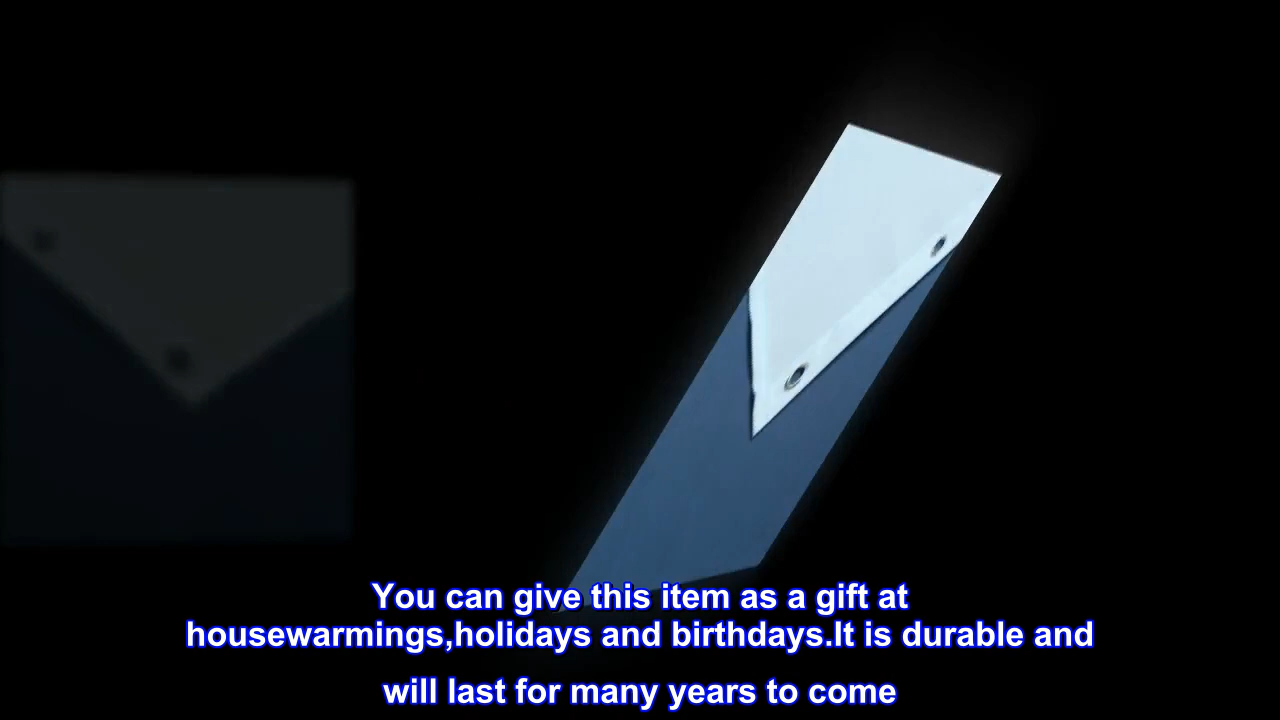 You can give this item as a gift at
housewarmings,holidays and birthdays.It is durable and
will last for many years to come